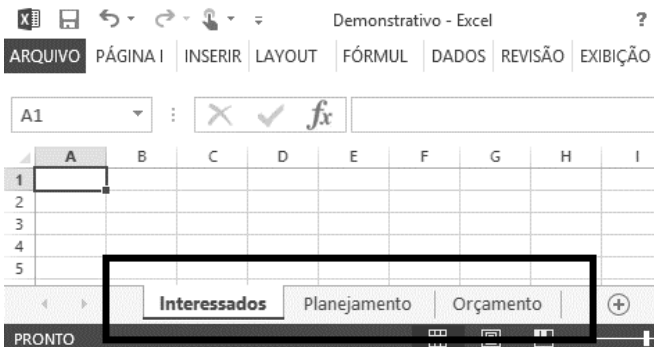 Demonstrativo - Excel ?
ARQUIVO PÁGINA I INSERIR LAYOUT FÓRMUL DADOS REVISÃO EXIBIÇÃO
A1 fx
A B C D E F G H I
1
2
3
4
5
Interessados Planejamento Orçamento
PRONTO